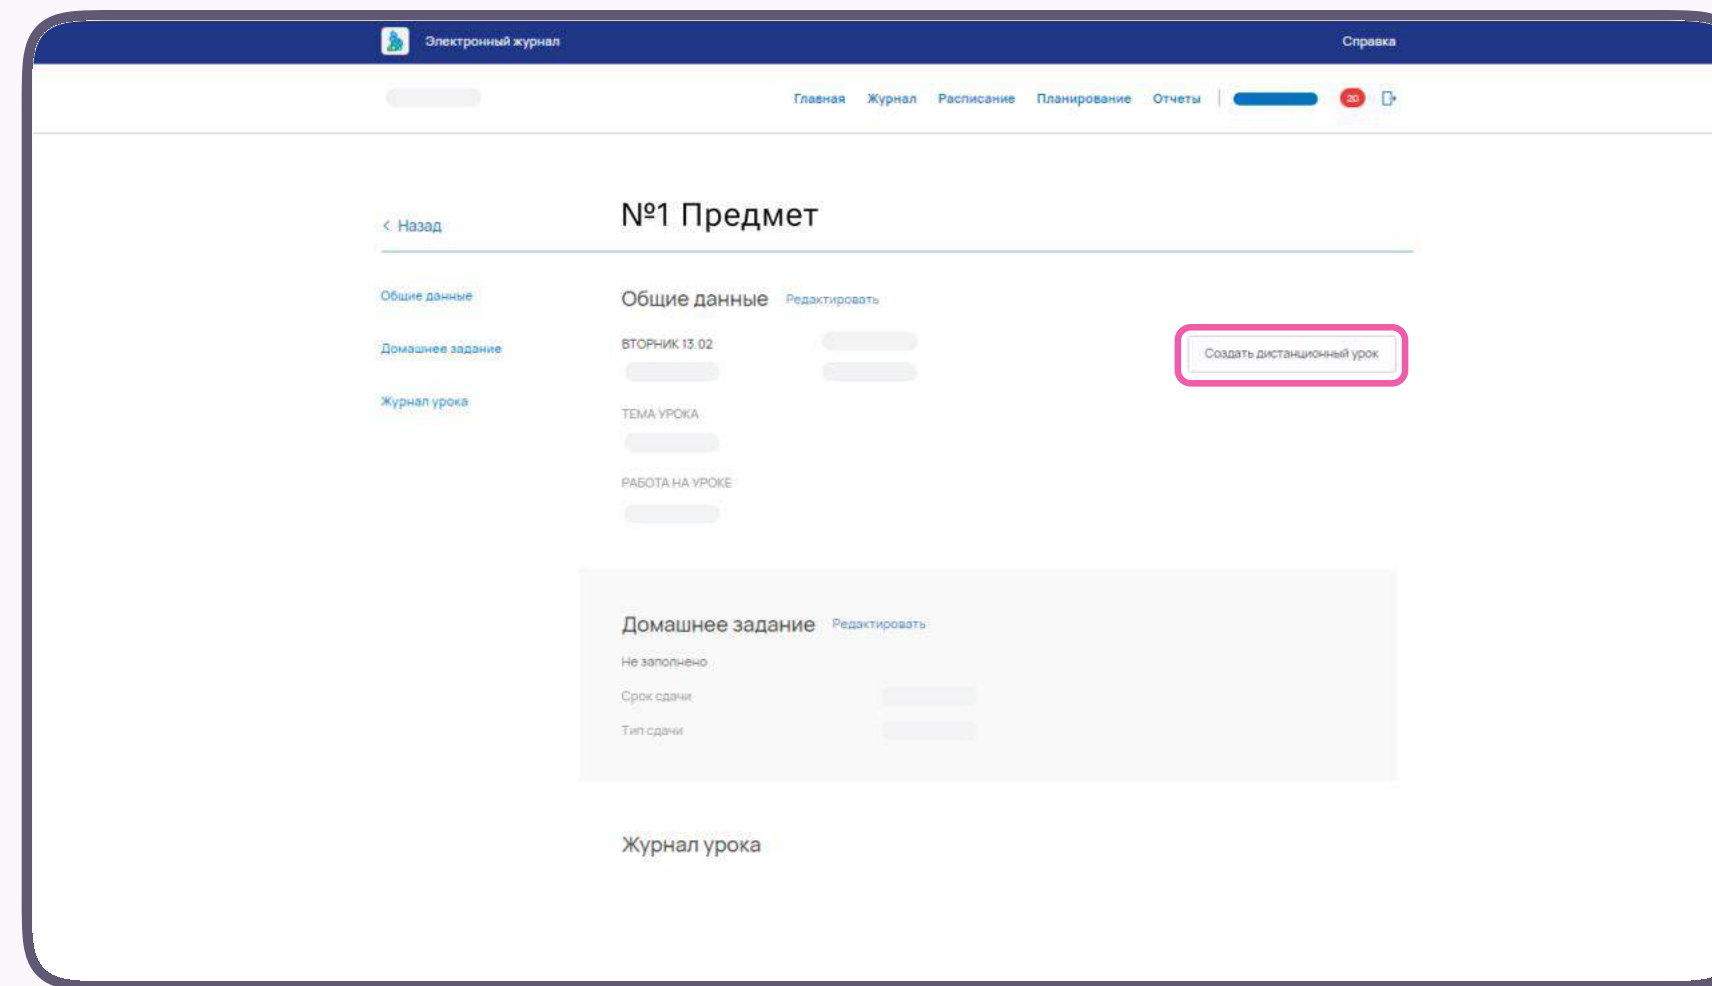 Электронный журнал
Справка
Главная Журнал Расписание Планирование Отчеты
20
< Назад
№1 Предмет
Общие данные
Домашнее задание
Журнал урока
Общие данные Редактировать
ВТОРНИК 13.02
Создать дистанционный урок
ТЕМА УРОКА
РАБОТА НА УРОКЕ
Домашнее задание Редактировать
Не заполнено
Срок сдачи
Тип сдачи
Журнал урока